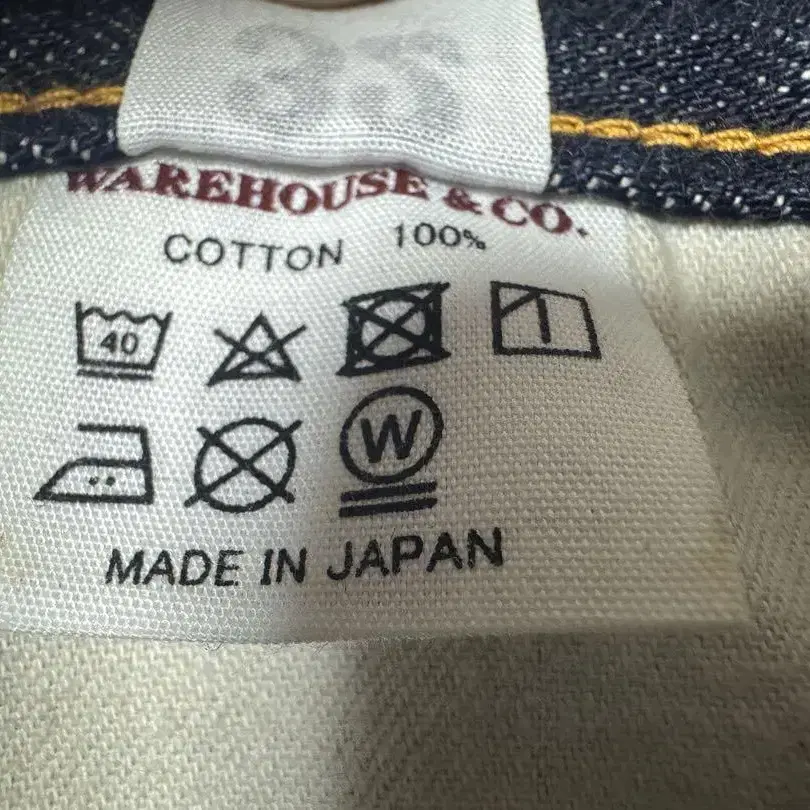 WAREHOUSE & CO.
COTTON 100%
40
W
MADE IN JAPAN